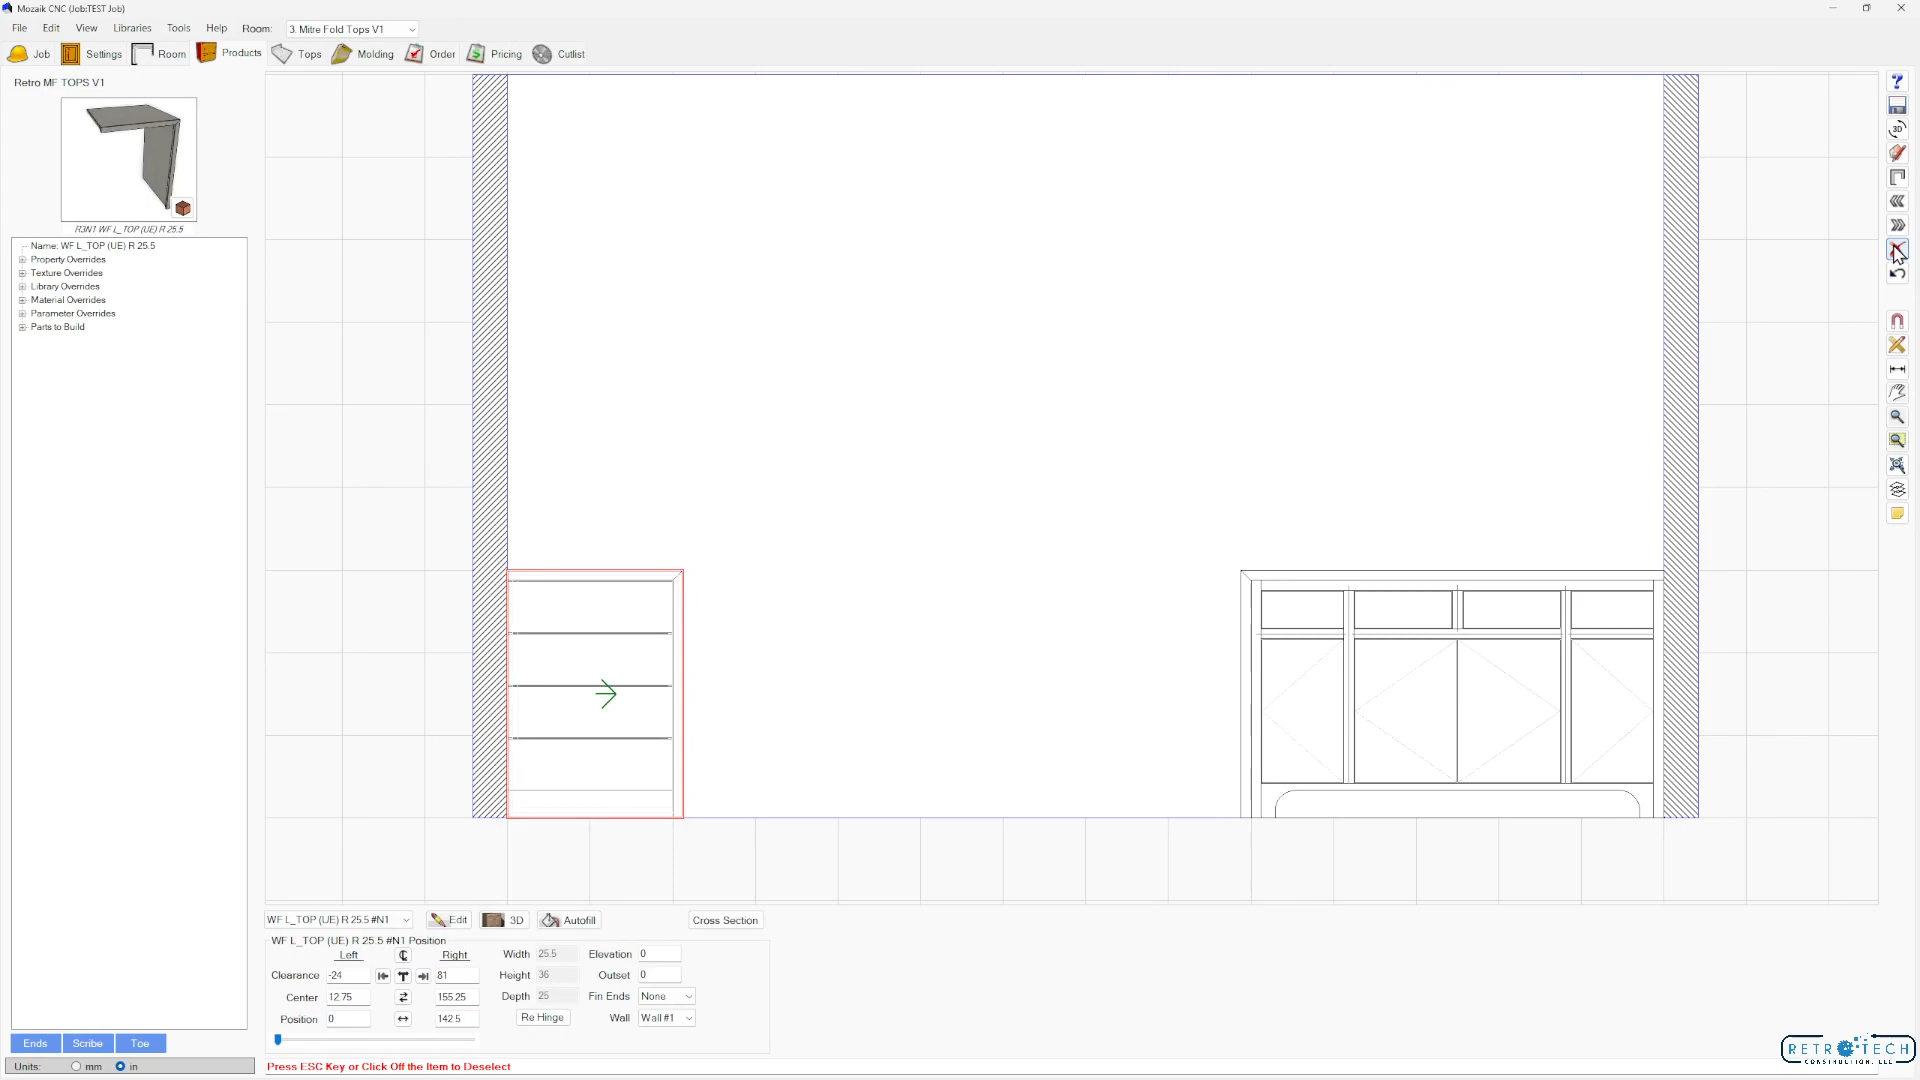 Mozaik CNC (Job:TEST Job)
File Edit View Libraries Tools Help Room: 3. Mitre Fold Tops V1
Job Settings Room Products Tops Molding Order Pricing Cutlist
Retro MF TOPS V1
R3N1 WF L_TOP (UE) R 25.5
Name: WF L_TOP (UE) R 25.5
Property Overrides
Texture Overrides
Library Overrides
Material Overrides
Parameter Overrides
Parts to Build
?
3D
WF L_TOP (UE) R 25.5 #N1 Edit 3D Autofill Cross Section
WF L_TOP (UE) R 25.5 #N1 Position
Left Right Width 25.5 Elevation 0
Clearance -24 81 Height 36 Outset 0
Center 12.75 155.25 Depth 25 Fin Ends None
Position 0 142.5 Re Hinge Wall Wall #1
Ends Scribe Toe
Units: mm in
Press ESC Key or Click Off the Item to Deselect
RETROTECH
CONSTRUCTION, LLC